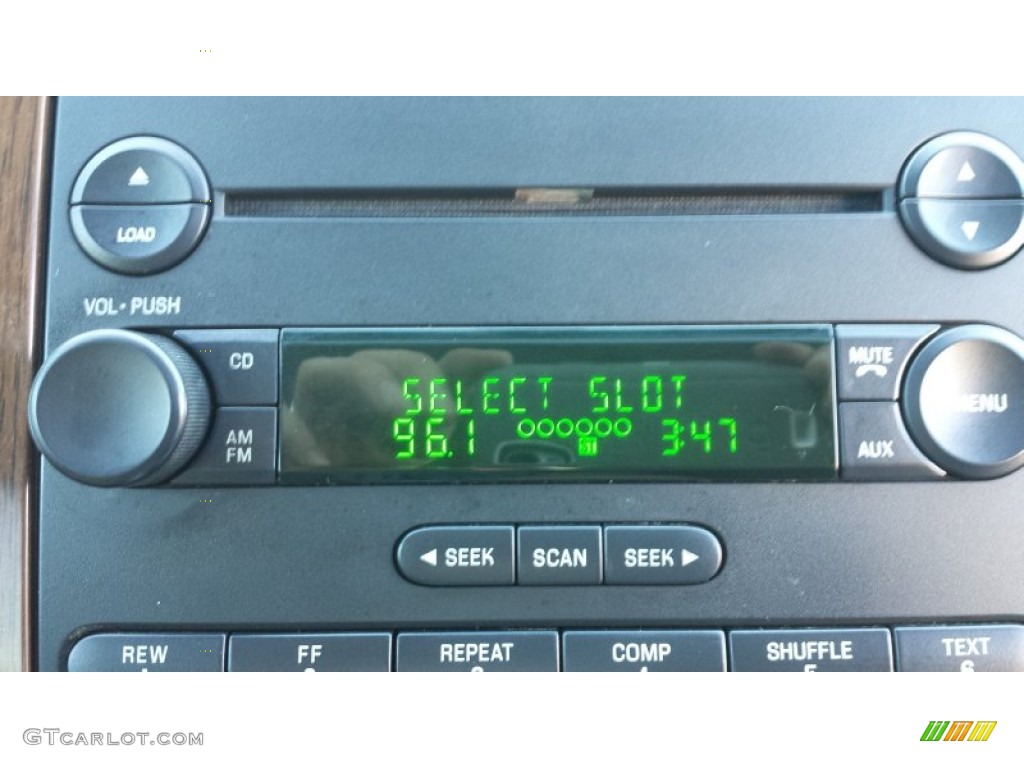 LOAD
VOL • PUSH
CD
MUTE
SELECT SLOT
MENU
AM
FM
96.1
3:47
AUX
SEEK SCAN SEEK
REW FF REPEAT COMP SHUFFLE TEXT
GTCARLOT.COM